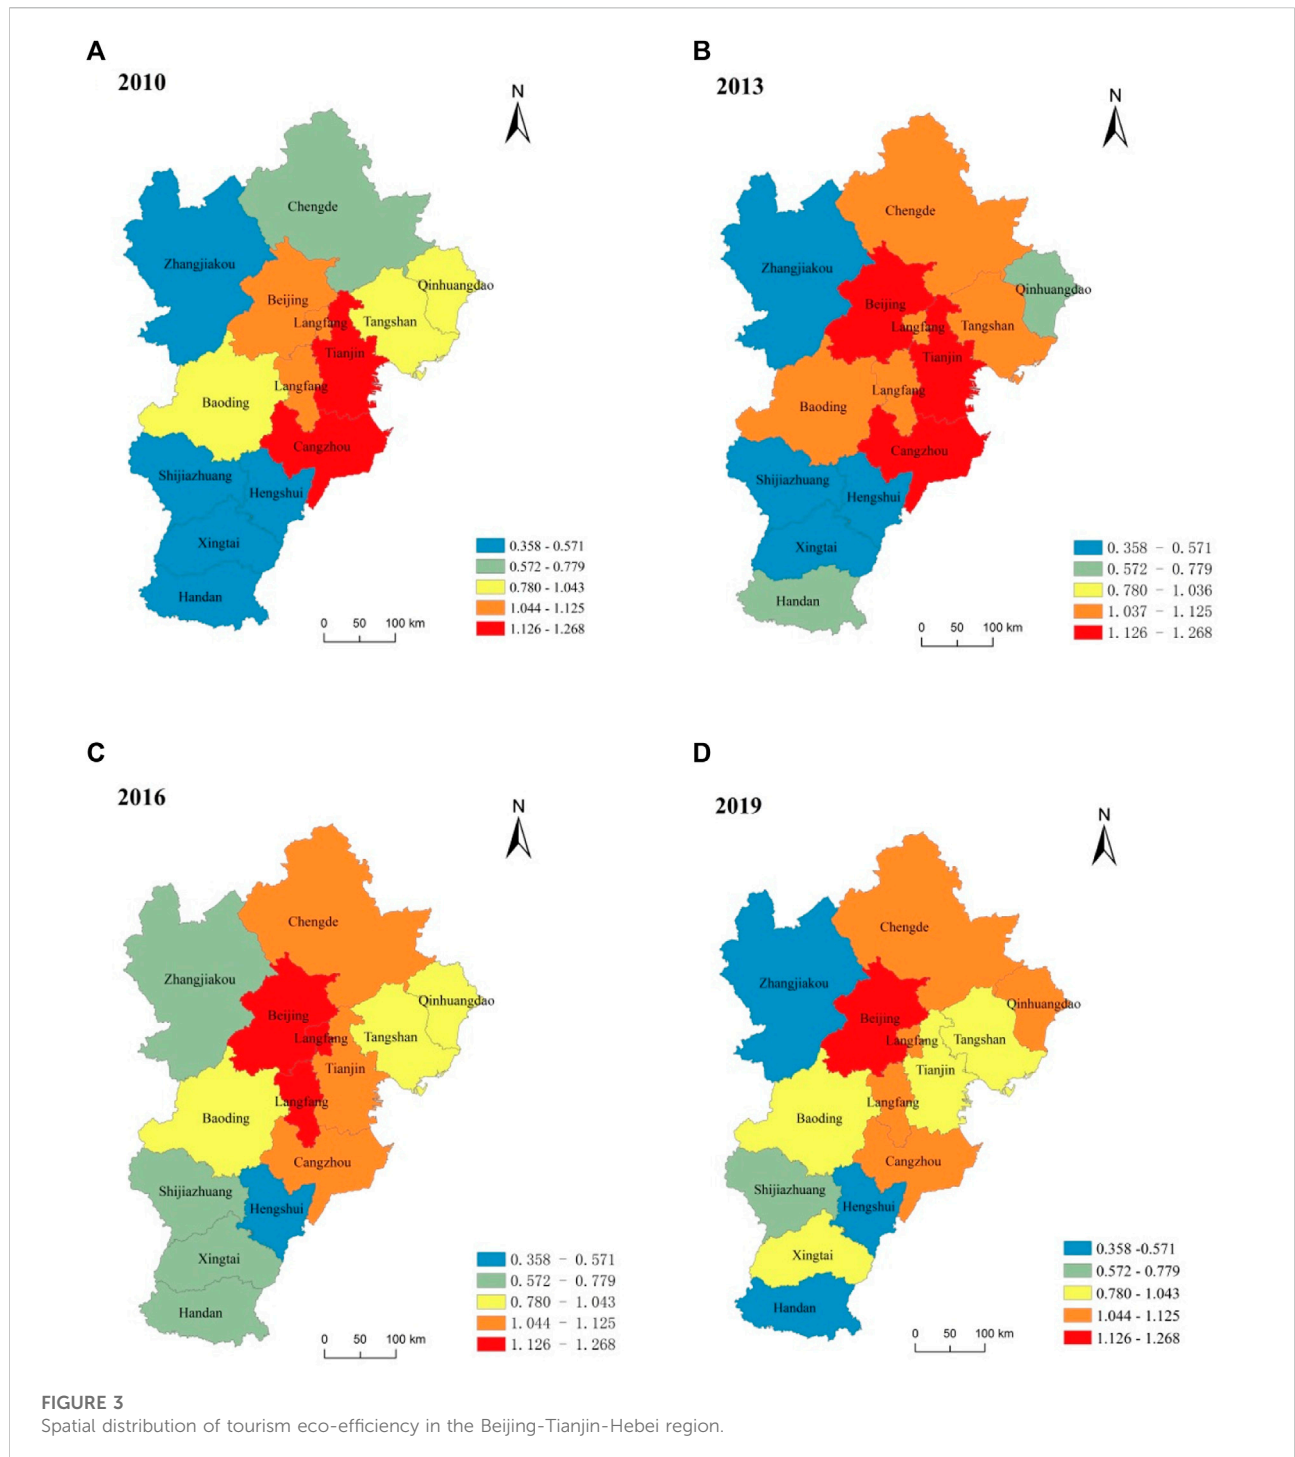 A
2010
N
Chengde
Zhangjiakou
Qinhuangdao
Beijing
Langfang
Tangshan
Tianjin
Langfang
Baoding
Cangzhou
Shijiazhuang
Hengshui
Xingtai
Handan
0.358 - 0.571
0.572 - 0.779
0.780 - 1.043
1.044 - 1.125
1.126 - 1.268
0 50 100 km
B
2013
N
Chengde
Zhangjiakou
Qinhuangdao
Beijing
Langfang
Tangshan
Tianjin
Langfang
Baoding
Cangzhou
Shijiazhuang
Hengshui
Xingtai
Handan
0.358 - 0.571
0.572 - 0.779
0.780 - 1.036
1.037 - 1.125
1.126 - 1.268
0 50 100 km
C
2016
N
Chengde
Zhangjiakou
Qinhuangdao
Beijing
Langfang
Tangshan
Tianjin
Langfang
Baoding
Cangzhou
Shijiazhuang
Hengshui
Xingtai
Handan
0.358 - 0.571
0.572 - 0.779
0.780 - 1.043
1.044 - 1.125
1.126 - 1.268
0 50 100 km
D
2019
N
Chengde
Zhangjiakou
Qinhuangdao
Beijing
Langfang
Tangshan
Tianjin
Langfang
Baoding
Cangzhou
Shijiazhuang
Hengshui
Xingtai
Handan
0.358 -0.571
0.572 - 0.779
0.780 - 1.043
1.044 - 1.125
1.126 - 1.268
0 50 100 km
FIGURE 3
Spatial distribution of tourism eco-efficiency in the Beijing-Tianjin-Hebei region.